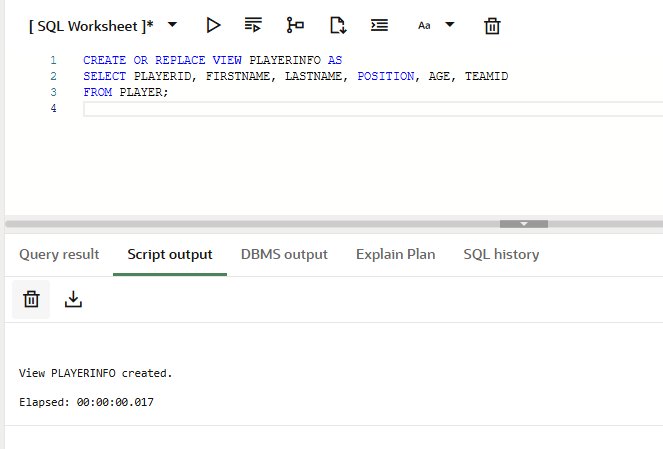 [ SQL Worksheet ]* Aa
1 CREATE OR REPLACE VIEW PLAYERINFO AS
2 SELECT PLAYERID, FIRSTNAME, LASTNAME, POSITION, AGE, TEAMID
3 FROM PLAYER;
4
Query result Script output DBMS output Explain Plan SQL history
View PLAYERINFO created.
Elapsed: 00:00:00.017